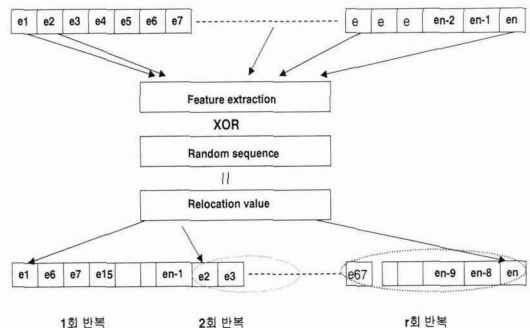 e1 e2 e3 e4 e5 e6 e7 e e e en-2 en-1 en
Feature extraction
XOR
Random sequence
||
Relocation value
e1 e6 e7 e15 en-1 e2 e3 e67 en-9 en-8 en
1회 반복 2회 반복 r회 반복